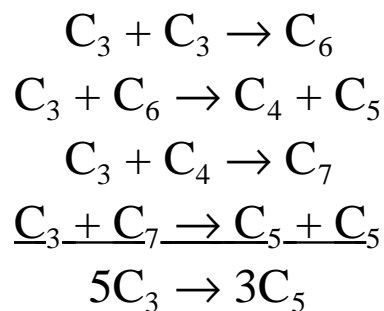 C₃ + C₃ → C₆
C₃ + C₆ → C₄ + C₅
C₃ + C₄ → C₇
C₃ + C₇ → C₅ + C₅
5C₃ → 3C₅